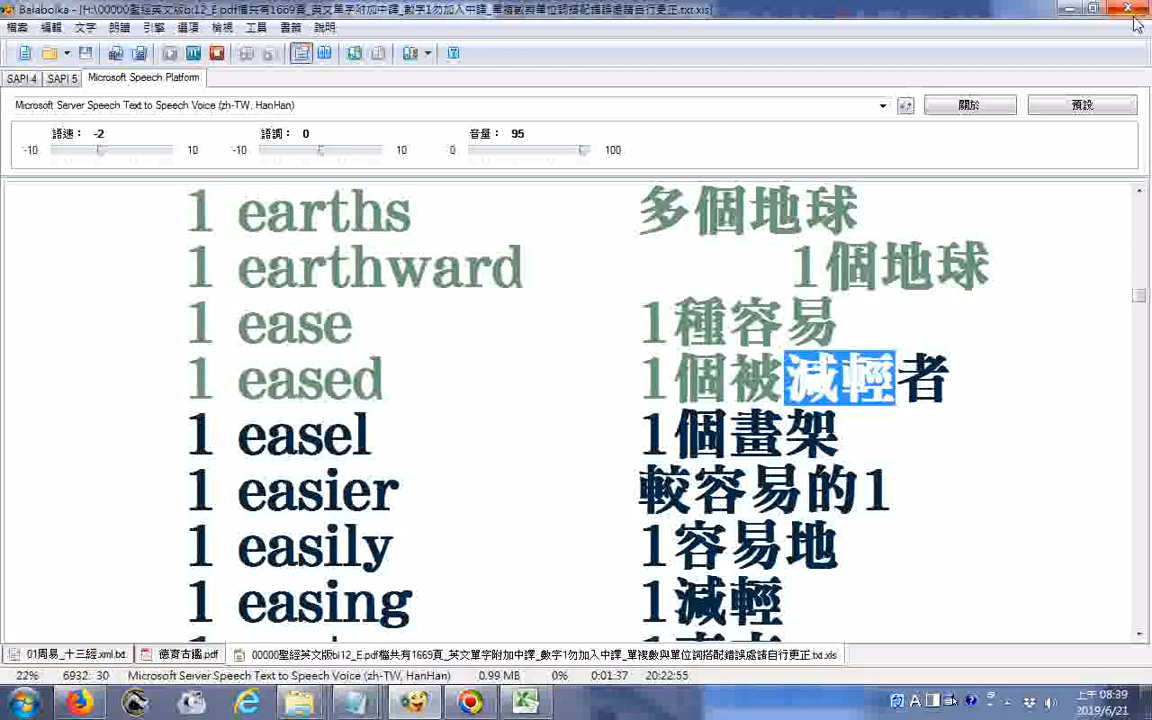 Balabolka - [H:\00000聖經英文版bi12_E.pdf檔共有1669頁_英文單字附加中譯_數字1勿加入中譯_單複數與單位詞搭配錯誤處請自行更正.txt.xls]
檔案 編輯 文字 朗讀 引擎 選項 檢視 工具 書籤 說明
SAPI 4 SAPI 5 Microsoft Speech Platform
Microsoft Server Speech Text to Speech Voice (zh-TW, HanHan) 關於 預設
語速： -2 語調： 0 音量： 95
-10 10 -10 10 0 100
1 earths 多個地球
1 earthward 1個地球
1 ease 1種容易
1 eased 1個被減輕者
1 easel 1個畫架
1 easier 較容易的1
1 easily 1容易地
1 easing 1減輕
01周易_十三經.xml.txt 德育古鑑.pdf 00000聖經英文版bi12_E.pdf檔共有1669頁_英文單字附加中譯_數字1勿加入中譯_單複數與單位詞搭配錯誤處請自行更正.txt.xls
22% 6932: 30 Microsoft Server Speech Text to Speech Voice (zh-TW, HanHan) 0.99 MB 0% 0:01:37 20:22:55
上午 08:39
2019/6/21